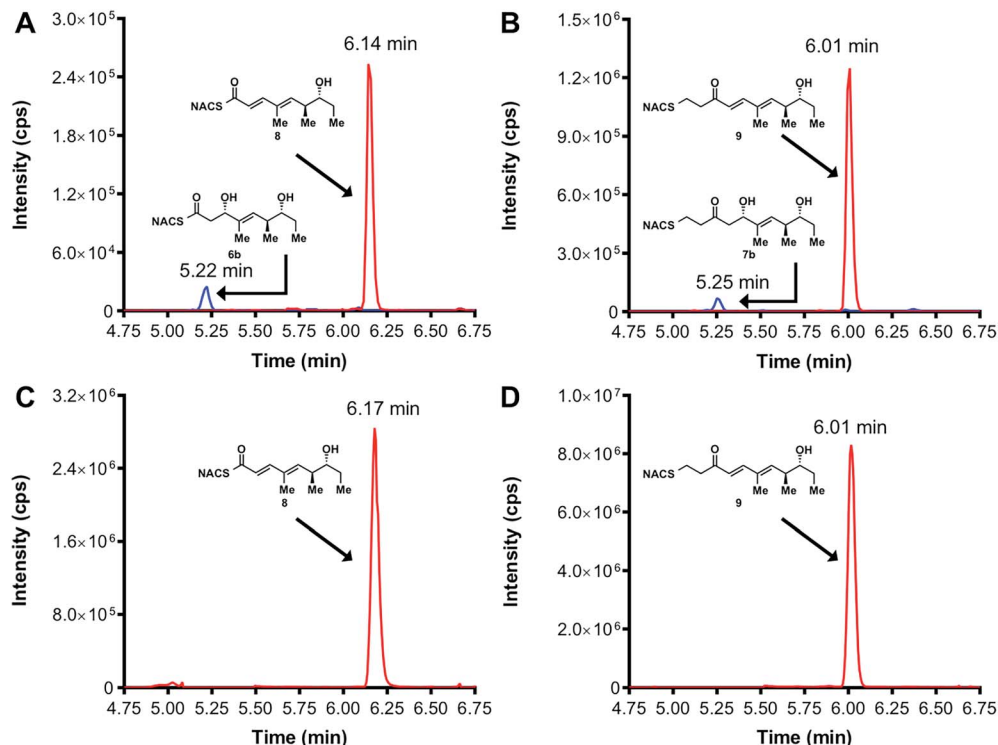 A
3.0×10⁵
2.4×10⁵
1.8×10⁵
1.2×10⁵
6.0×10⁴
0
Intensity (cps)
6.14 min
O
OH
NACS
Me
Me
Me
8
O
OH
OH
NACS
Me
Me
Me
6b
5.22 min
4.75 5.00 5.25 5.50 5.75 6.00 6.25 6.50 6.75
Time (min)
B
1.5×10⁶
1.2×10⁶
9.0×10⁵
6.0×10⁵
3.0×10⁵
0
Intensity (cps)
6.01 min
O
OH
NACS
Me
Me
Me
9
O
OH
OH
NACS
Me
Me
Me
7b
5.25 min
4.75 5.00 5.25 5.50 5.75 6.00 6.25 6.50 6.75
Time (min)
C
3.2×10⁶
2.4×10⁶
1.6×10⁶
8.0×10⁵
0
Intensity (cps)
6.17 min
O
OH
NACS
Me
Me
Me
8
4.75 5.00 5.25 5.50 5.75 6.00 6.25 6.50 6.75
Time (min)
D
1.0×10⁷
8.0×10⁶
6.0×10⁶
4.0×10⁶
2.0×10⁶
0
Intensity (cps)
6.01 min
O
OH
NACS
Me
Me
Me
9
4.75 5.00 5.25 5.50 5.75 6.00 6.25 6.50 6.75
Time (min)